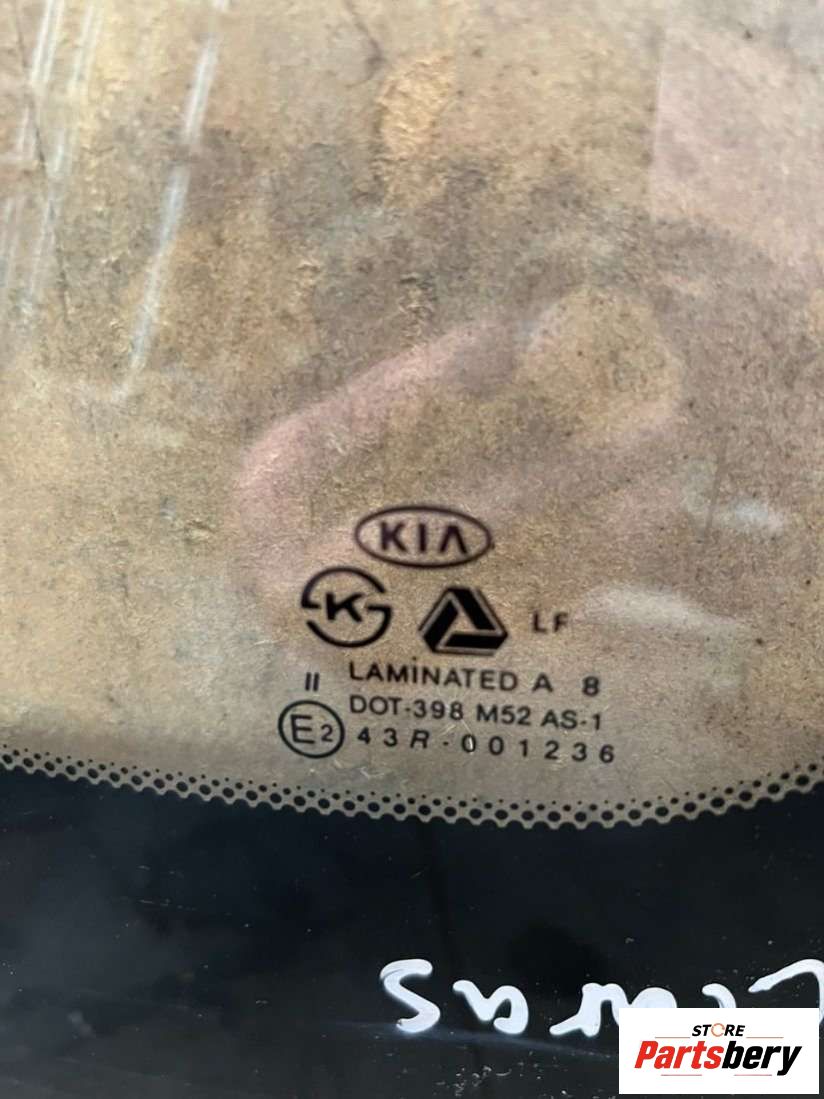 KIA
K LF
II LAMiNATED A 8
DOT-398 M52 AS-1
E2 43R-001236
STORE
Partsbery